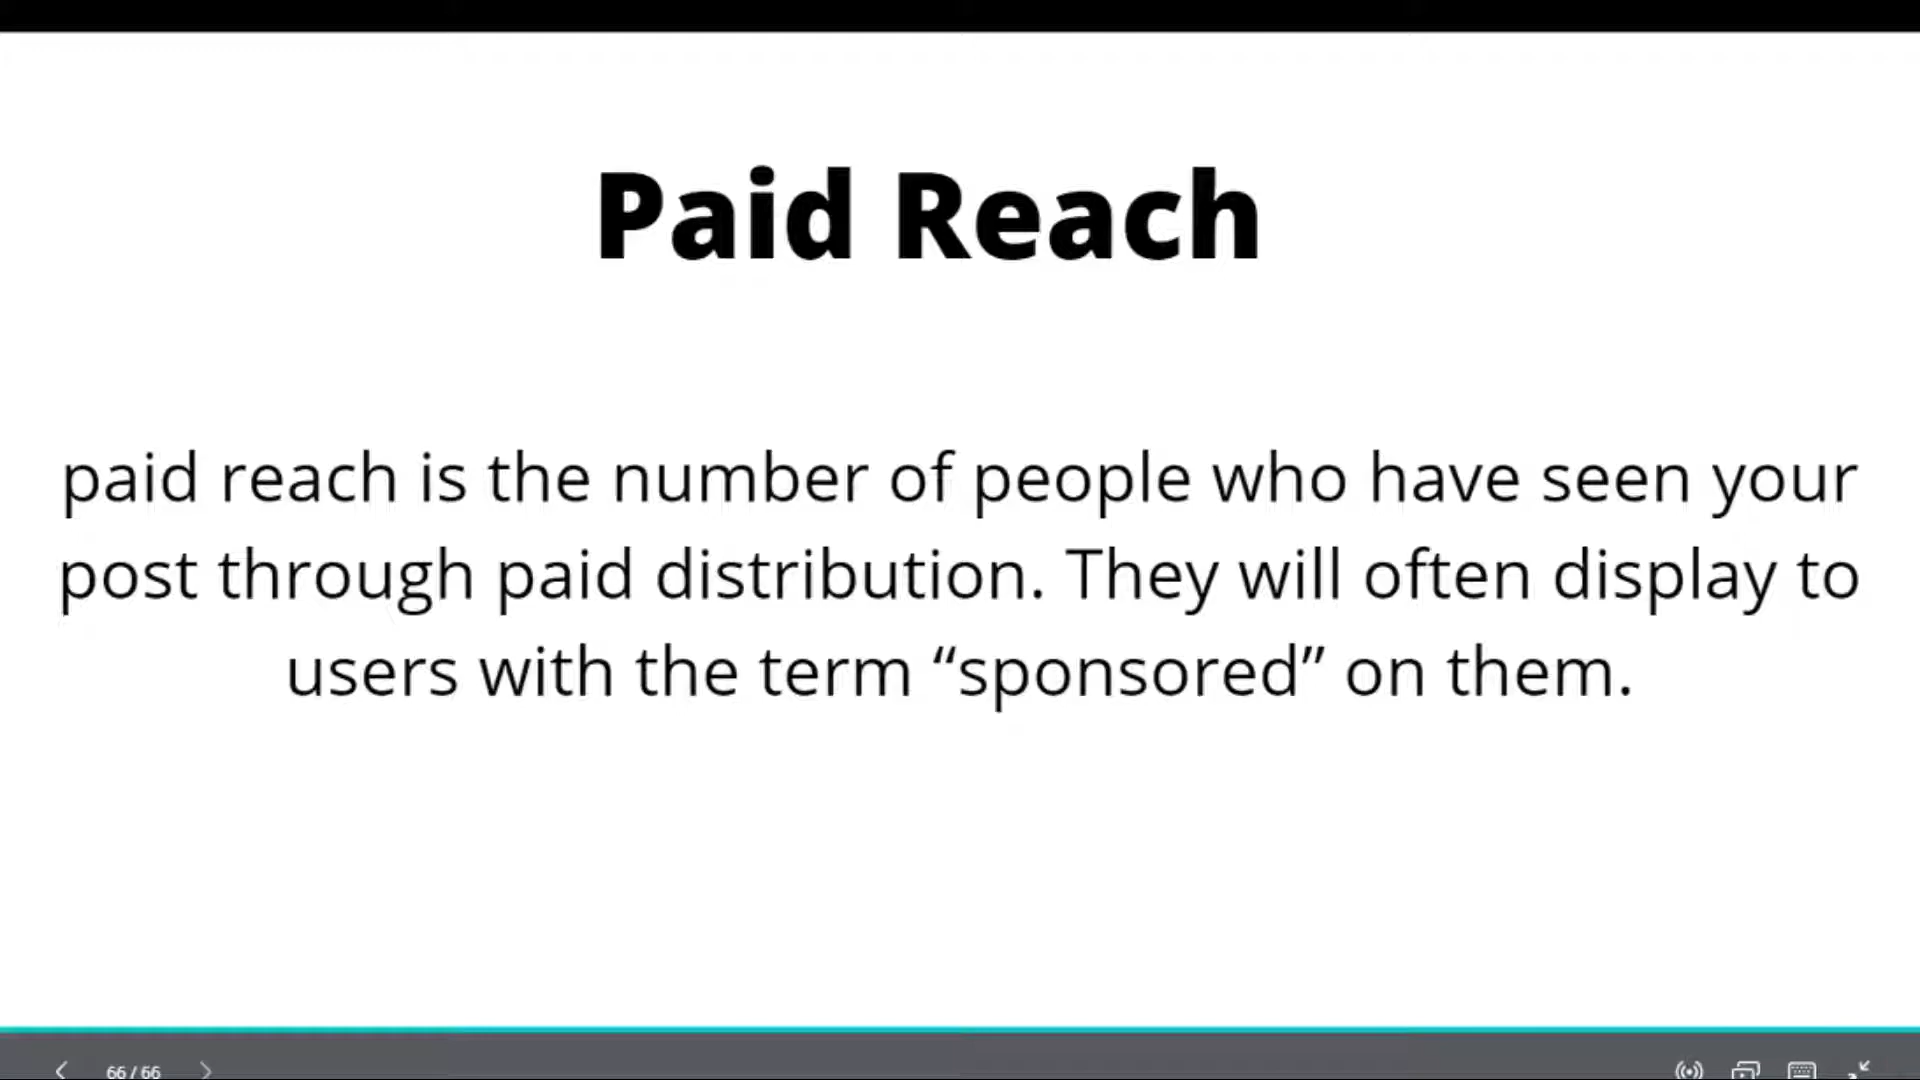 Paid Reach
paid reach is the number of people who have seen your
post through paid distribution. They will often display to
users with the term “sponsored” on them.
66 / 66